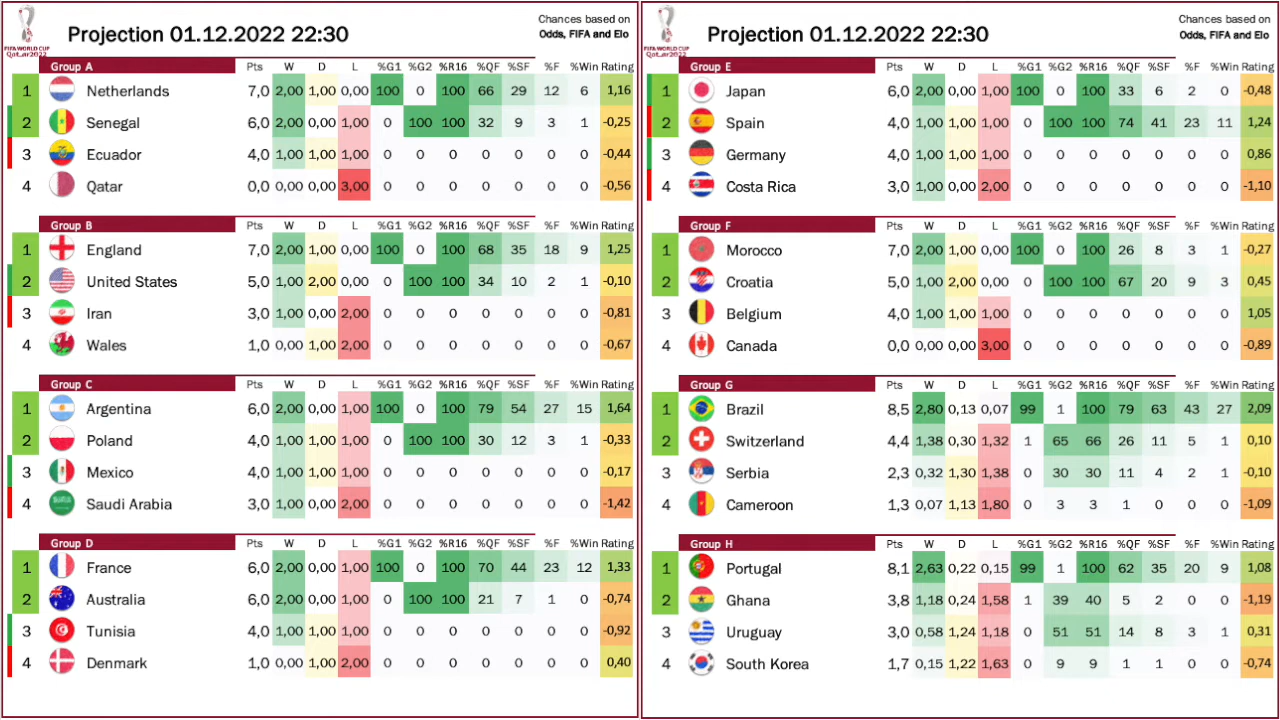 FIFA WORLD CUP
Qatar2022
Projection 01.12.2022 22:30
Chances based on
Odds, FIFA and Elo
Group A Pts W D L %G1 %G2 %R16 %QF %SF %F %Win Rating
1 Netherlands 7,0 2,00 1,00 0,00 100 0 100 66 29 12 6 1,16
2 Senegal 6,0 2,00 0,00 1,00 0 100 100 32 9 3 1 -0,25
3 Ecuador 4,0 1,00 1,00 1,00 0 0 0 0 0 0 0 -0,44
4 Qatar 0,0 0,00 0,00 3,00 0 0 0 0 0 0 0 -0,56
Group B Pts W D L %G1 %G2 %R16 %QF %SF %F %Win Rating
1 England 7,0 2,00 1,00 0,00 100 0 100 68 35 18 9 1,25
2 United States 5,0 1,00 2,00 0,00 0 100 100 34 10 2 1 -0,10
3 Iran 3,0 1,00 0,00 2,00 0 0 0 0 0 0 0 -0,81
4 Wales 1,0 0,00 1,00 2,00 0 0 0 0 0 0 0 -0,67
Group C Pts W D L %G1 %G2 %R16 %QF %SF %F %Win Rating
1 Argentina 6,0 2,00 0,00 1,00 100 0 100 79 54 27 15 1,64
2 Poland 4,0 1,00 1,00 1,00 0 100 100 30 12 3 1 -0,33
3 Mexico 4,0 1,00 1,00 1,00 0 0 0 0 0 0 0 -0,17
4 Saudi Arabia 3,0 1,00 0,00 2,00 0 0 0 0 0 0 0 -1,42
Group D Pts W D L %G1 %G2 %R16 %QF %SF %F %Win Rating
1 France 6,0 2,00 0,00 1,00 100 0 100 70 44 23 12 1,33
2 Australia 6,0 2,00 0,00 1,00 0 100 100 21 7 1 0 -0,74
3 Tunisia 4,0 1,00 1,00 1,00 0 0 0 0 0 0 0 -0,92
4 Denmark 1,0 0,00 1,00 2,00 0 0 0 0 0 0 0 0,40
FIFA WORLD CUP
Qatar2022
Projection 01.12.2022 22:30
Chances based on
Odds, FIFA and Elo
Group E Pts W D L %G1 %G2 %R16 %QF %SF %F %Win Rating
1 Japan 6,0 2,00 0,00 1,00 100 0 100 33 6 2 0 -0,48
2 Spain 4,0 1,00 1,00 1,00 0 100 100 74 41 23 11 1,24
3 Germany 4,0 1,00 1,00 1,00 0 0 0 0 0 0 0 0,86
4 Costa Rica 3,0 1,00 0,00 2,00 0 0 0 0 0 0 0 -1,10
Group F Pts W D L %G1 %G2 %R16 %QF %SF %F %Win Rating
1 Morocco 7,0 2,00 1,00 0,00 100 0 100 26 8 3 1 -0,27
2 Croatia 5,0 1,00 2,00 0,00 0 100 100 67 20 9 3 0,45
3 Belgium 4,0 1,00 1,00 1,00 0 0 0 0 0 0 0 1,05
4 Canada 0,0 0,00 0,00 3,00 0 0 0 0 0 0 0 -0,89
Group G Pts W D L %G1 %G2 %R16 %QF %SF %F %Win Rating
1 Brazil 8,5 2,80 0,13 0,07 99 1 100 79 63 43 27 2,09
2 Switzerland 4,4 1,38 0,30 1,32 1 65 66 26 11 5 1 0,10
3 Serbia 2,3 0,32 1,30 1,38 0 30 30 11 4 2 1 -0,10
4 Cameroon 1,3 0,07 1,13 1,80 0 3 3 1 0 0 0 -1,09
Group H Pts W D L %G1 %G2 %R16 %QF %SF %F %Win Rating
1 Portugal 8,1 2,63 0,22 0,15 99 1 100 62 35 20 9 1,08
2 Ghana 3,8 1,18 0,24 1,58 1 39 40 5 2 0 0 -1,19
3 Uruguay 3,0 0,58 1,24 1,18 0 51 51 14 8 3 1 0,31
4 South Korea 1,7 0,15 1,22 1,63 0 9 9 1 1 0 0 -0,74